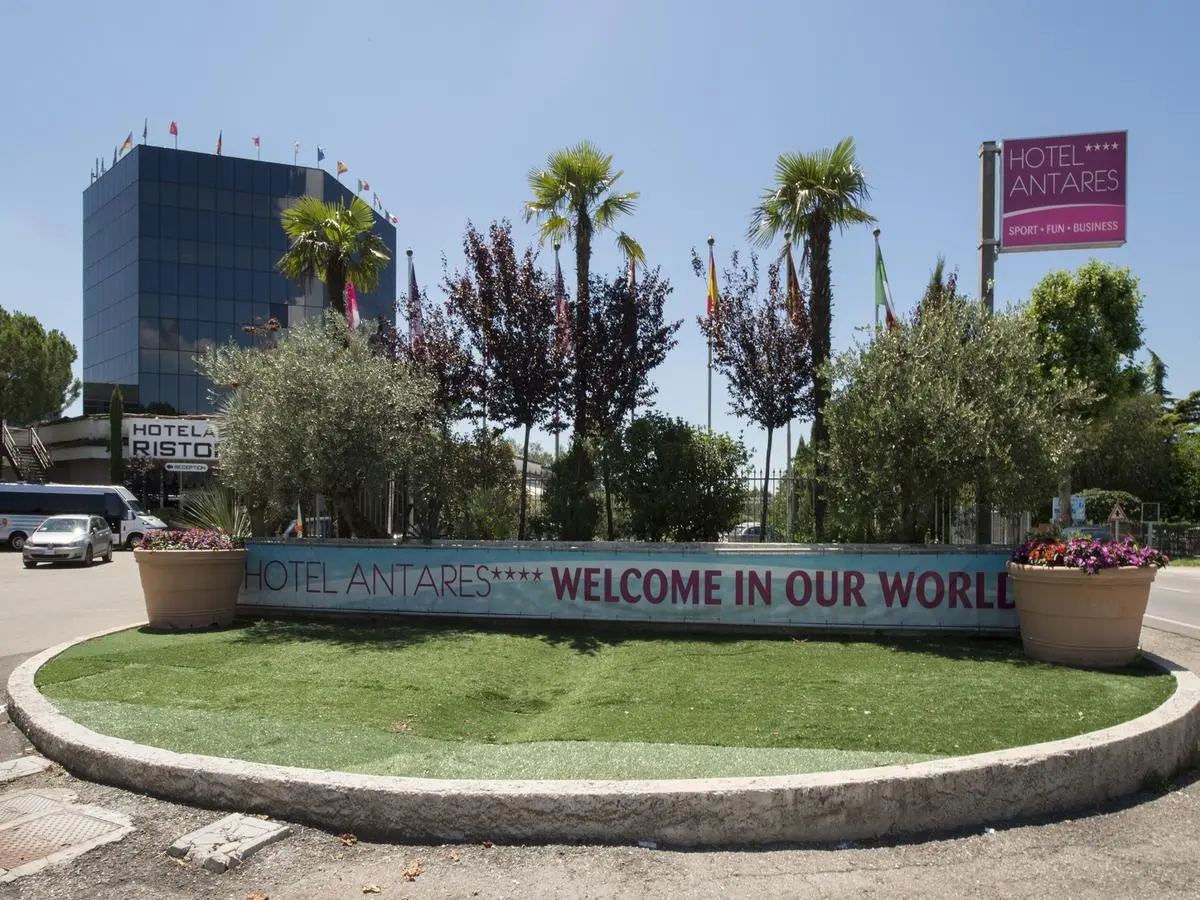 HOTEL ★★★★
ANTARES
SPORT • FUN • BUSINESS
HOTEL
RISTO
RECEPTION
HOTEL ANTARES★★★★ WELCOME IN OUR WORLD